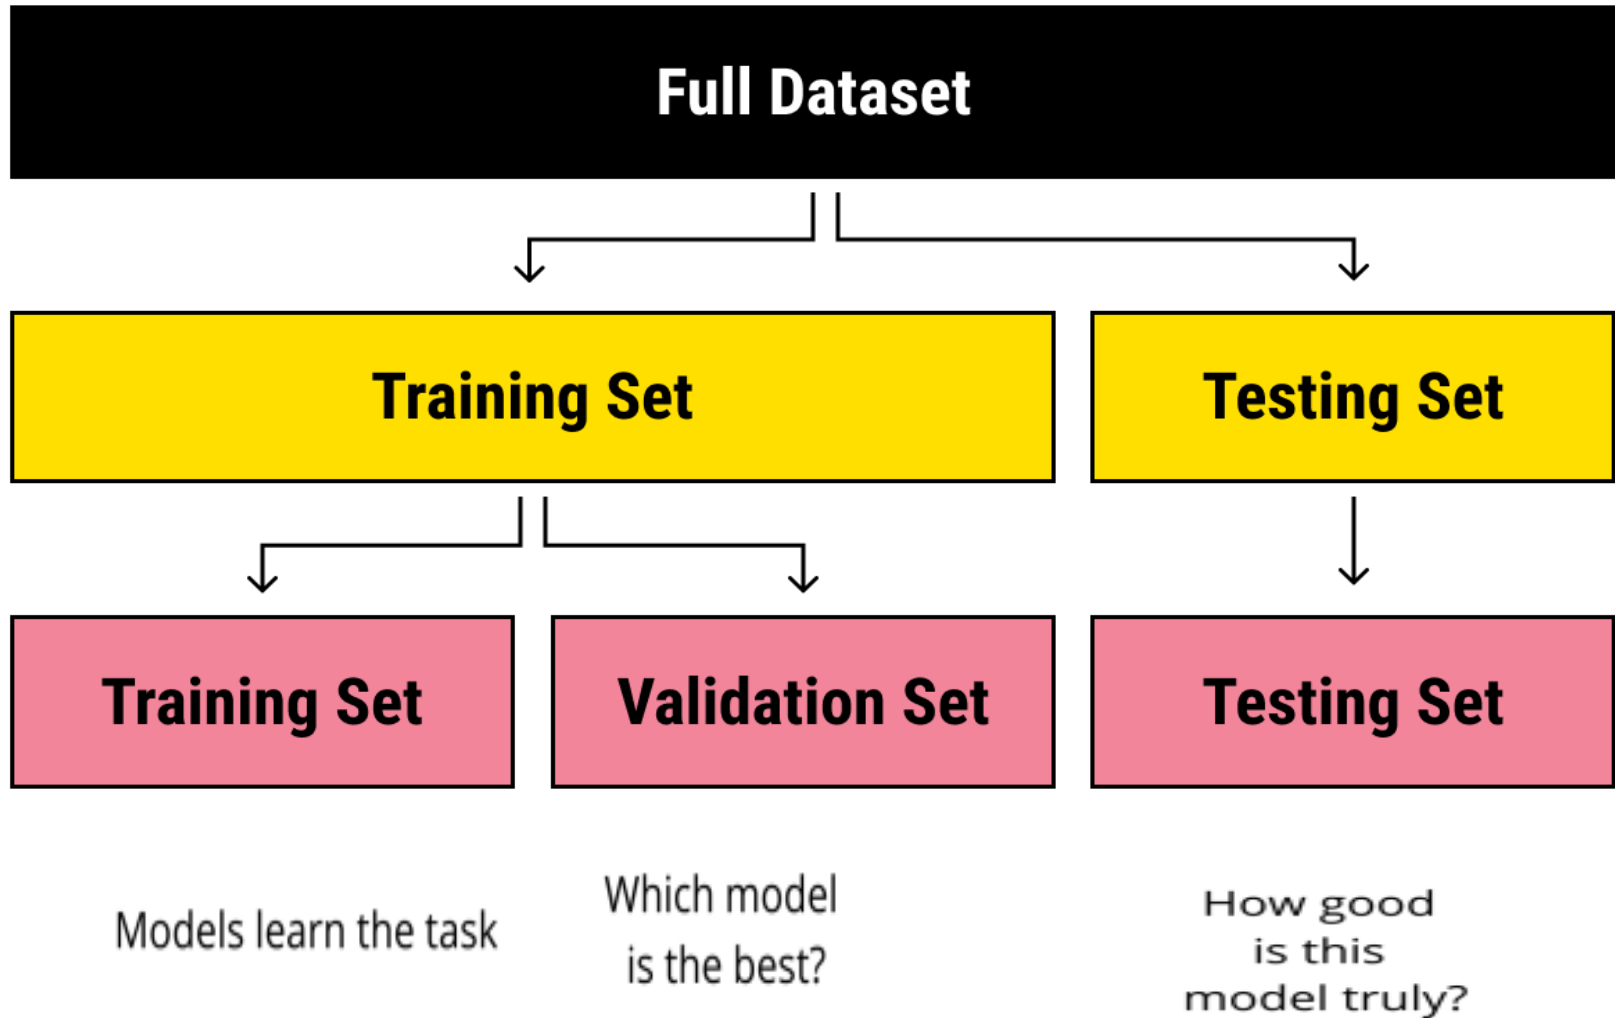 Full Dataset
Training Set
Testing Set
Training Set
Validation Set
Testing Set
Models learn the task
Which model
is the best?
How good
is this
model truly?